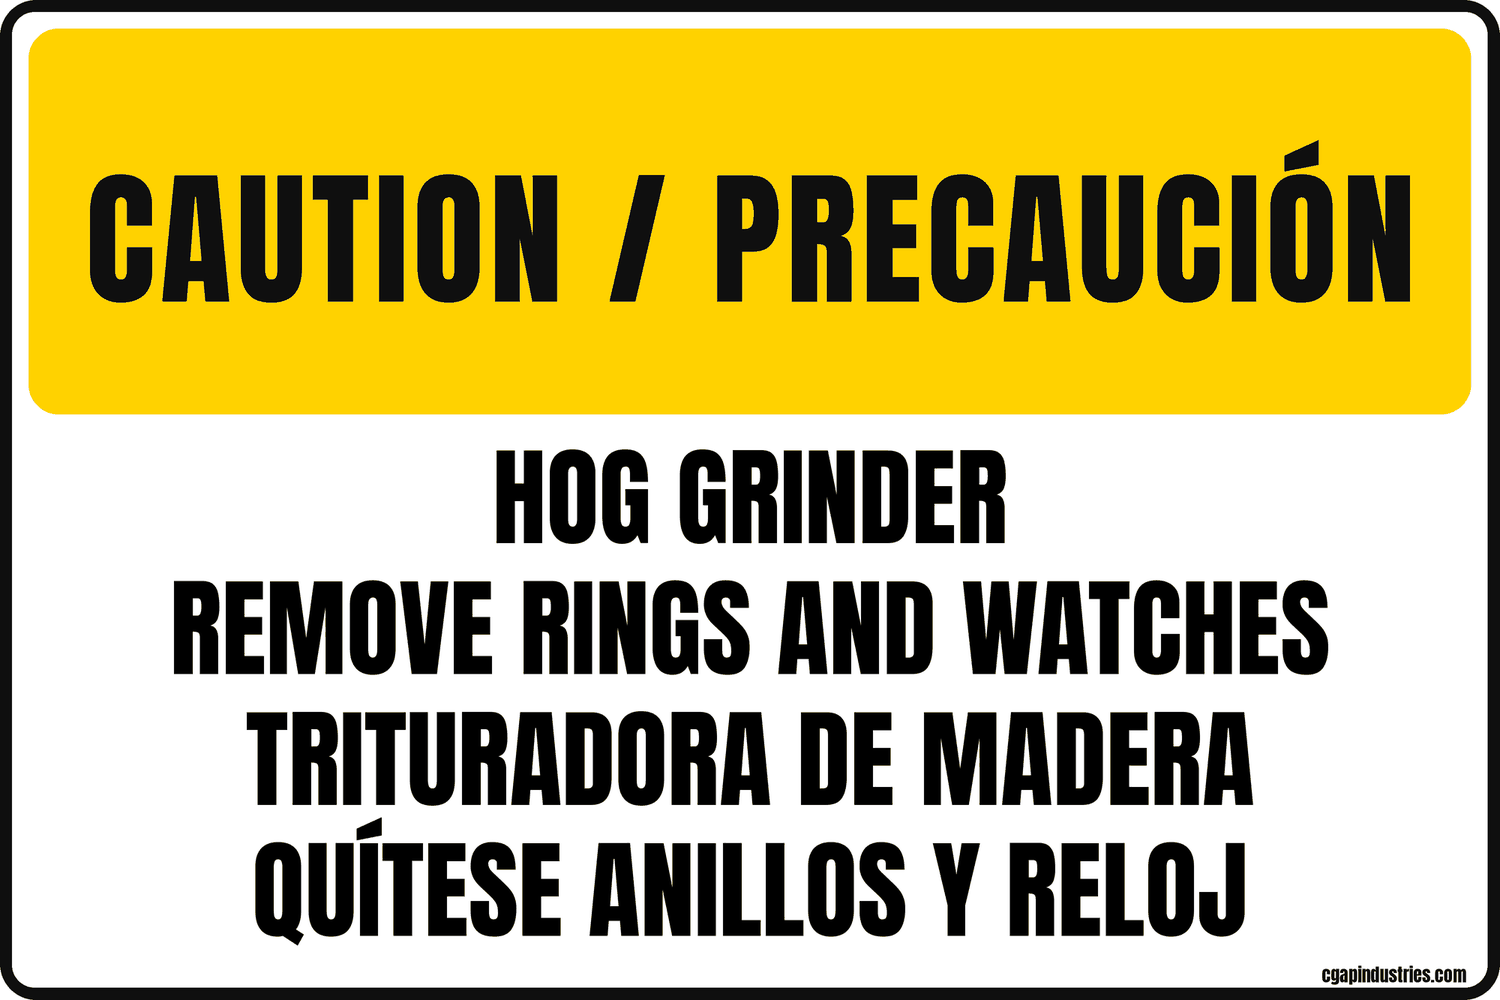 CAUTION / PRECAUCIÓN
HOG GRINDER
REMOVE RINGS AND WATCHES
TRITURADORA DE MADERA
QUÍTESE ANILLOS Y RELOJ
cgapindustries.com